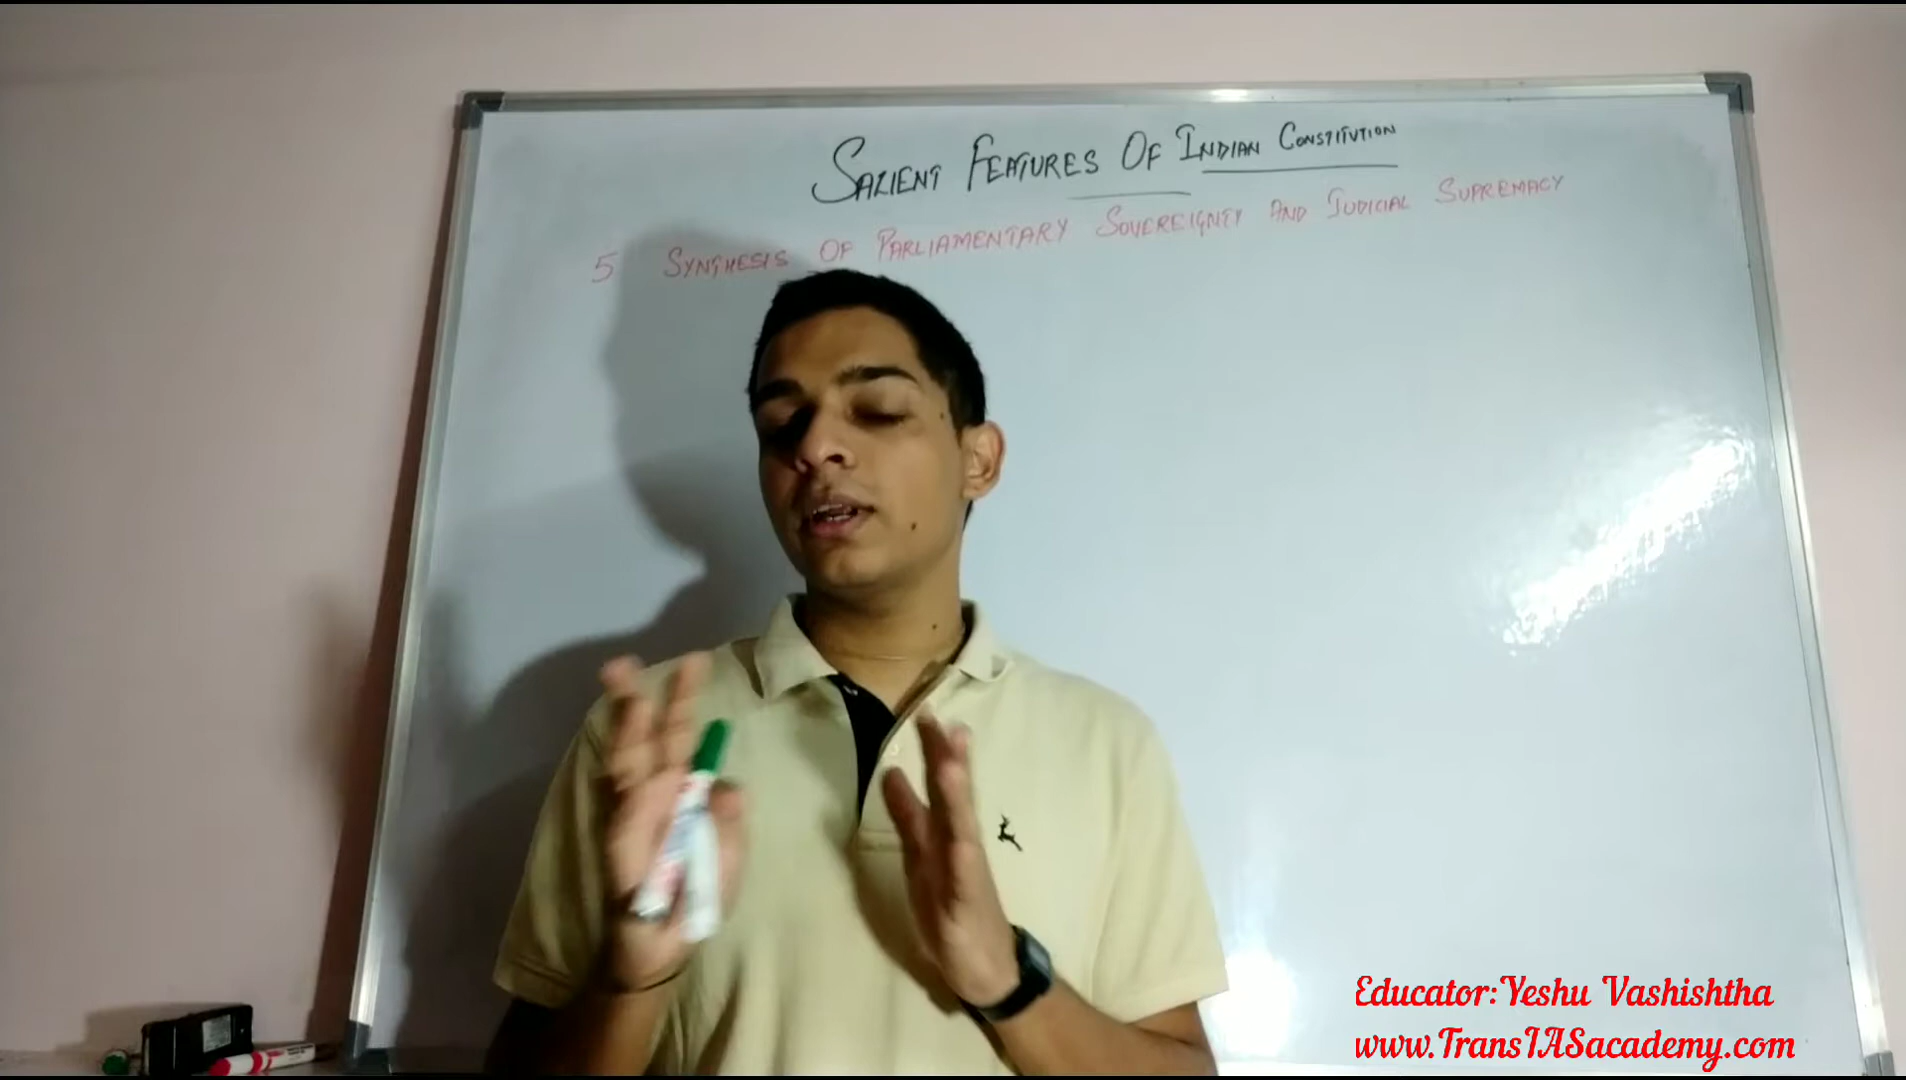 SALIENT FEATURES OF INDIAN CONSTITUTION
5 SYNTHESIS OF PARLIAMENTARY SOVEREIGNTY AND JUDICIAL SUPREMACY
Educator:Yeshu Vashishtha
www.TransIASacademy.com